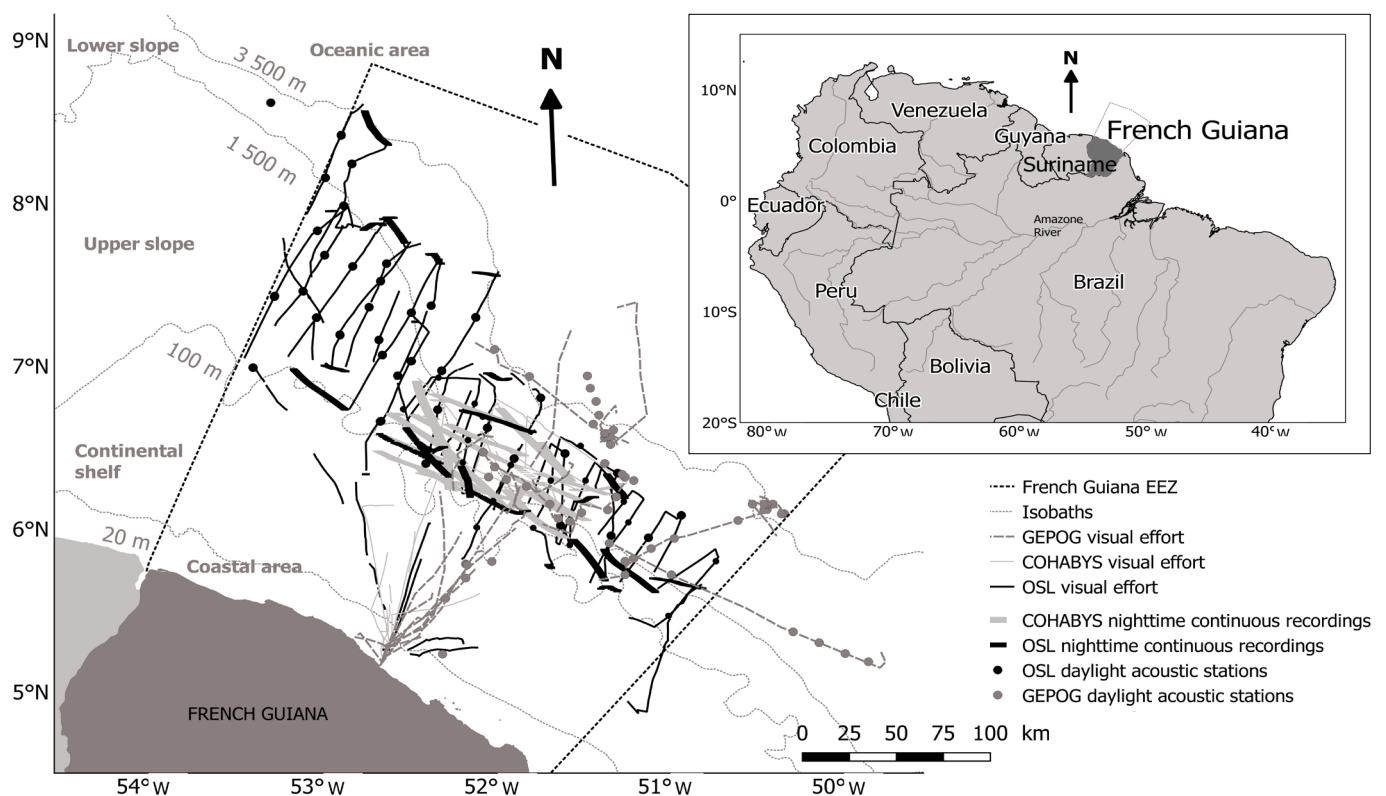 9°N
8°N
7°N
6°N
5°N
54°W
53°W
52°W
51°W
50°W
Lower slope
3 500 m
Oceanic area
1 500 m
Upper slope
100 m
Continental
shelf
20 m
Coastal area
FRENCH GUIANA
N
10°N
0°
10°S
20°S
80°W
70°W
60°W
50°W
40°W
N
Venezuela
Guyana
French Guiana
Colombia
Suriname
Ecuador
Amazone
River
Peru
Brazil
Bolivia
Chile
French Guiana EEZ
Isobaths
GEPOG visual effort
COHABYS visual effort
OSL visual effort
COHABYS nighttime continuous recordings
OSL nighttime continuous recordings
OSL daylight acoustic stations
GEPOG daylight acoustic stations
0 25 50 75 100 km